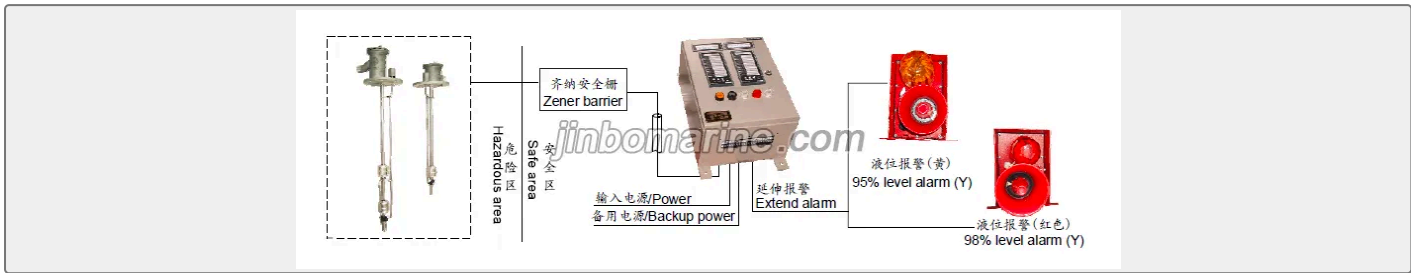 齐纳安全栅
Zener barrier
危险区
Hazardous area
安全区
Safe area
jinbomarine.com
输入电源/Power
备用电源/Backup power
延伸报警
Extend alarm
液位报警(黄)
95% level alarm (Y)
液位报警(红色)
98% level alarm (Y)